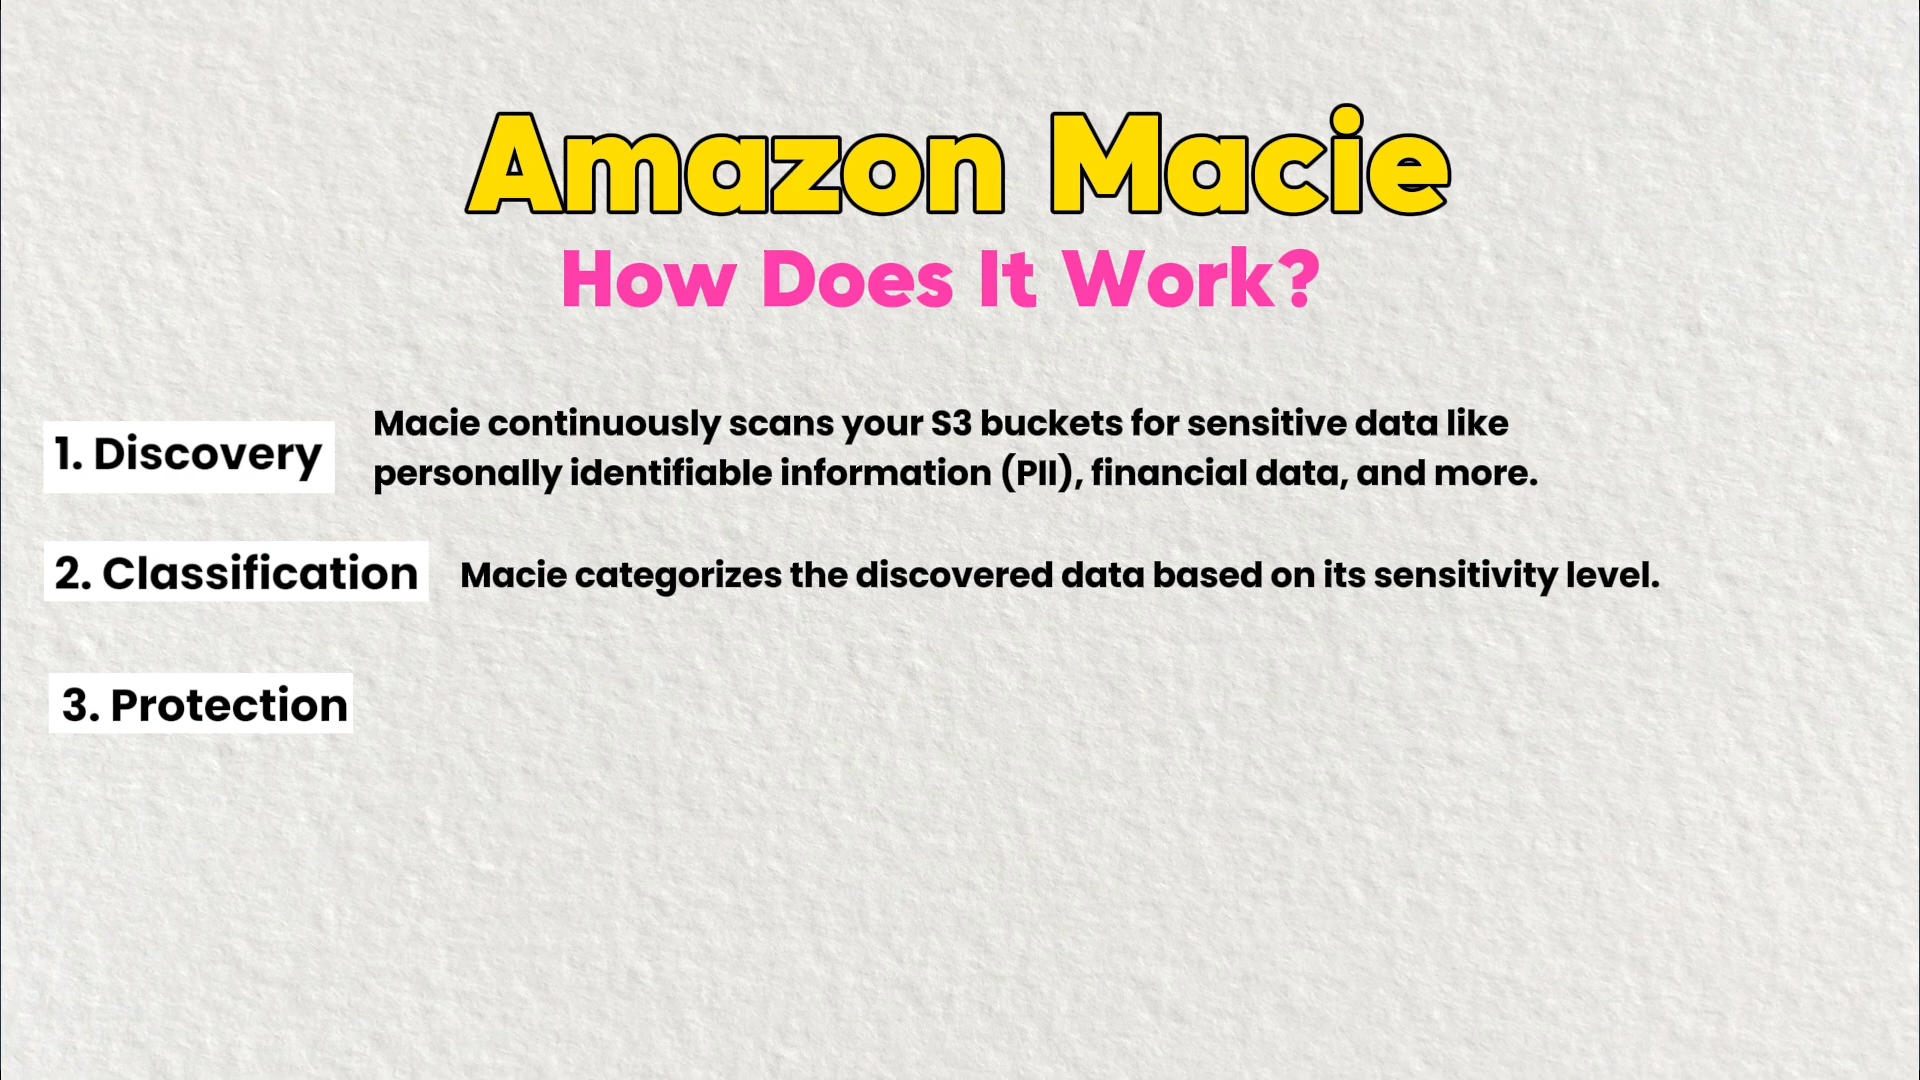 Amazon Macie
How Does It Work?
1. Discovery
Macie continuously scans your S3 buckets for sensitive data like
personally identifiable information (PII), financial data, and more.
2. Classification
Macie categorizes the discovered data based on its sensitivity level.
3. Protection